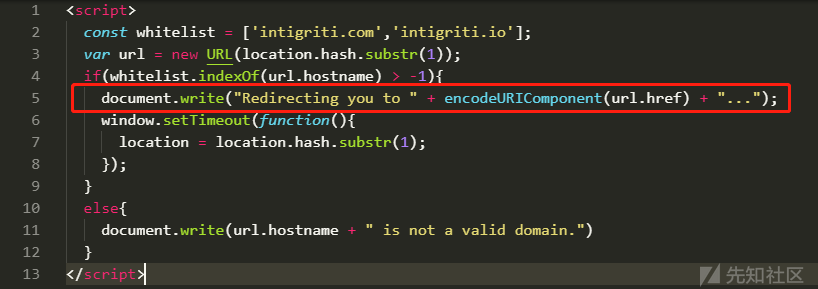 1 <script>
2 const whitelist = ['intigriti.com','intigriti.io'];
3 var url = new URL(location.hash.substr(1));
4 if(whitelist.indexOf(url.hostname) > -1){
5 document.write("Redirecting you to " + encodeURIComponent(url.href) + "...");
6 window.setTimeout(function(){
7 location = location.hash.substr(1);
8 });
9 }
10 else{
11 document.write(url.hostname + " is not a valid domain.")
12 }
13 </script>
先知社区